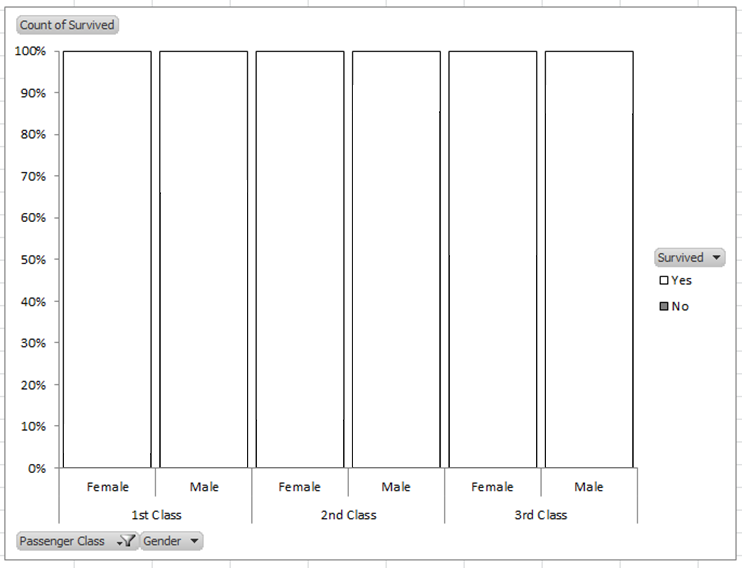 Count of Survived
100%
90%
80%
70%
60%
50%
40%
30%
20%
10%
0%
Survived
Yes
No
Female Male Female Male Female Male
1st Class 2nd Class 3rd Class
Passenger Class Gender